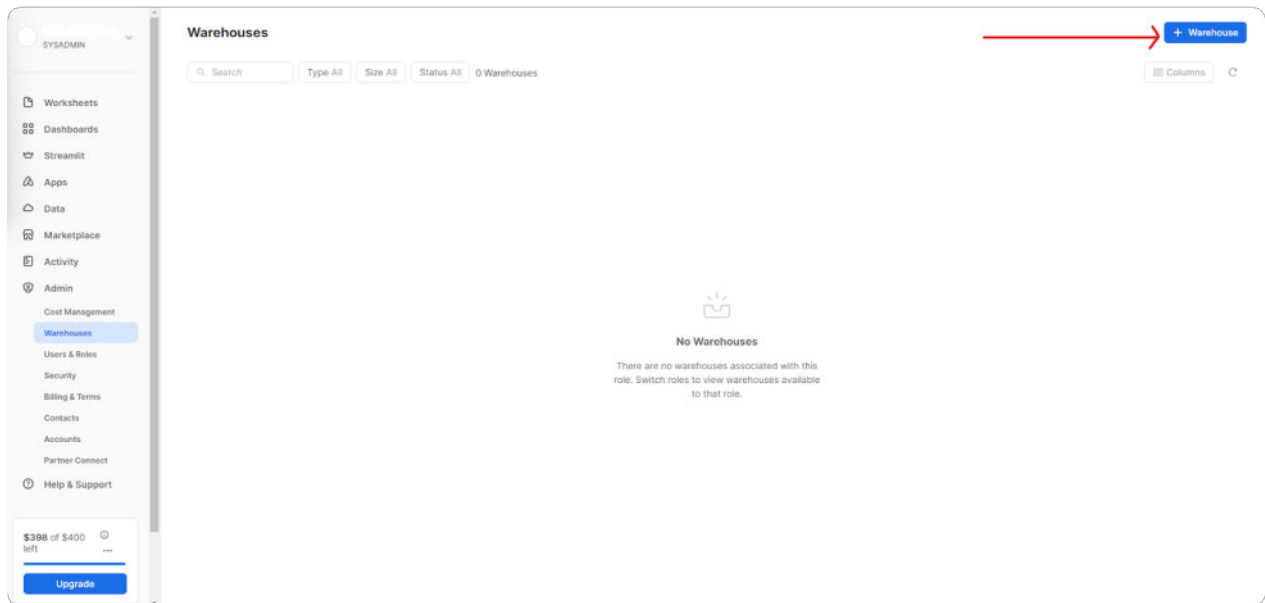 SYSADMIN
Worksheets
Dashboards
Streamlit
Apps
Data
Marketplace
Activity
Admin
Cost Management
Warehouses
Users & Roles
Security
Billing & Terms
Contacts
Accounts
Partner Connect
Help & Support
$398 of $400
left
...
Upgrade
Warehouses
+ Warehouse
Search
Type All
Size All
Status All
0 Warehouses
Columns
No Warehouses
There are no warehouses associated with this
role. Switch roles to view warehouses available
to that role.